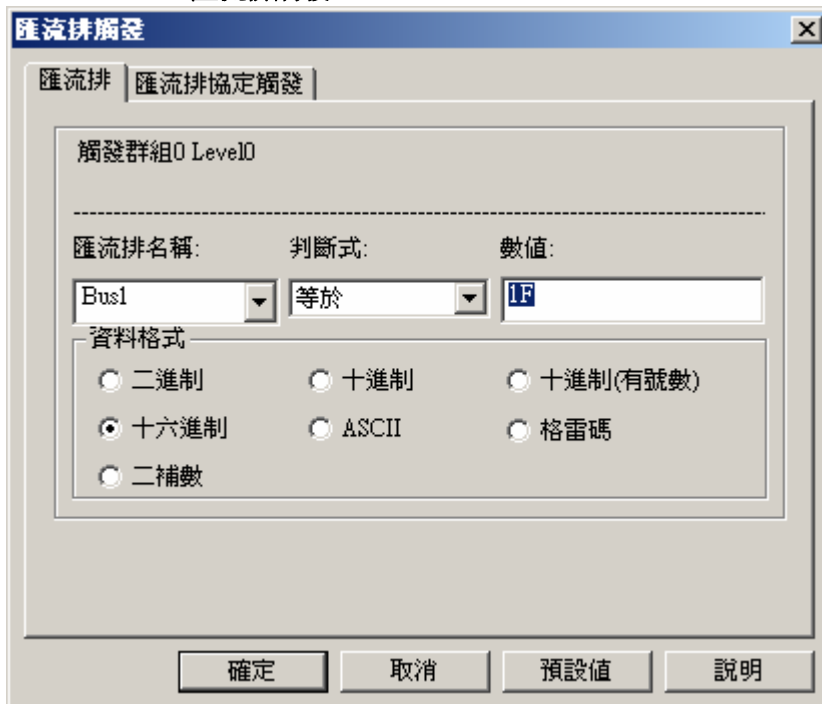 匯流排觸發
匯流排 匯流排協定觸發
觸發群組0 Level0
匯流排名稱: 判斷式: 數值:
Bus1 等於 1F
資料格式
二進制 十進制 十進制(有號數)
十六進制 ASCII 格雷碼
二補數
確定 取消 預設值 說明